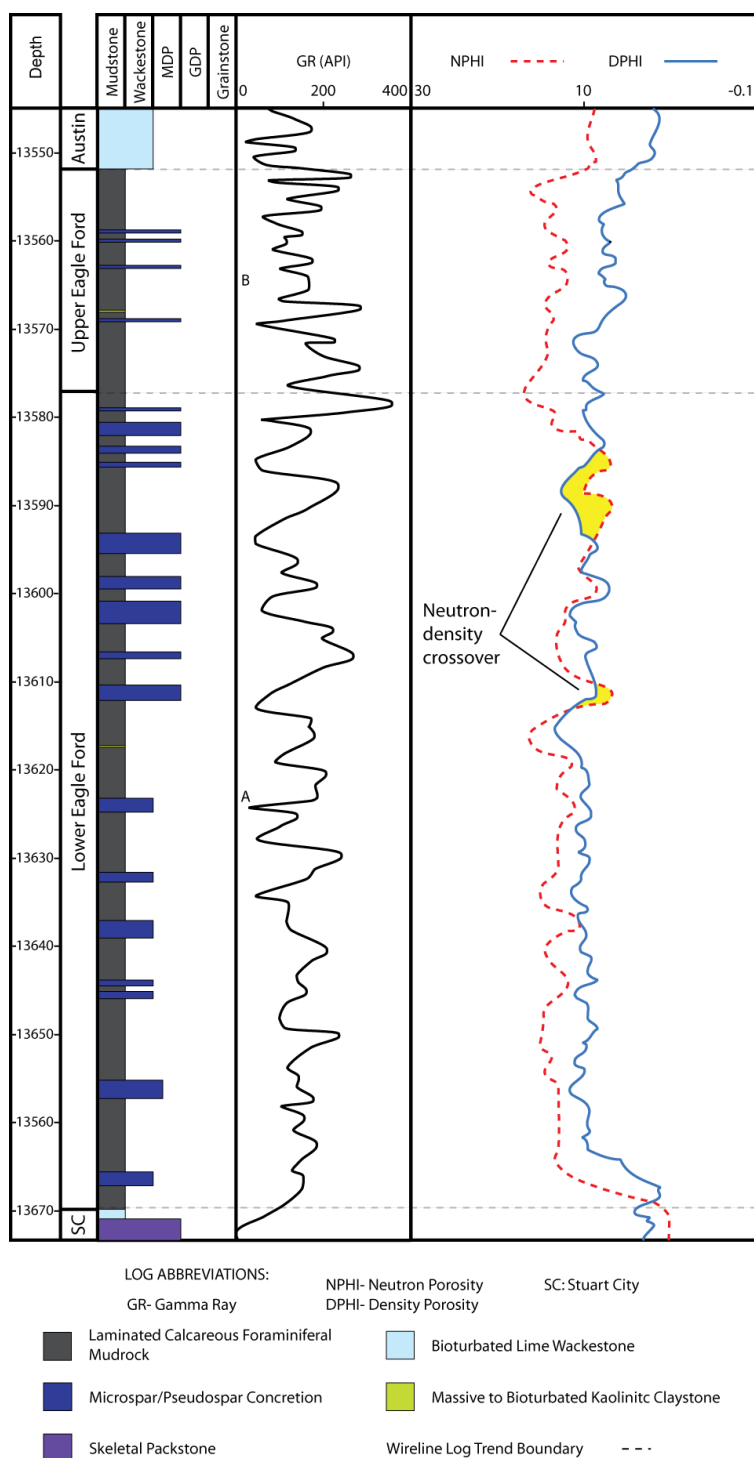 Depth
Mudstone
Wackestone
MDP
GDP
Grainstone
GR (API)
0 200 400
NPHI DPHI
30 10 -0.1
Austin
Upper Eagle Ford
Lower Eagle Ford
SC
13550
13560
13570
13580
13590
13600
13610
13620
13630
13640
13650
13560
13670
B
A
Neutron-
density
crossover
LOG ABBREVIATIONS:
GR- Gamma Ray
NPHI- Neutron Porosity
DPHI- Density Porosity
SC: Stuart City
Laminated Calcareous Foraminiferal
Mudrock
Bioturbated Lime Wackestone
Microspar/Pseudospar Concretion
Massive to Bioturbated Kaolinitc Claystone
Skeletal Packstone
Wireline Log Trend Boundary